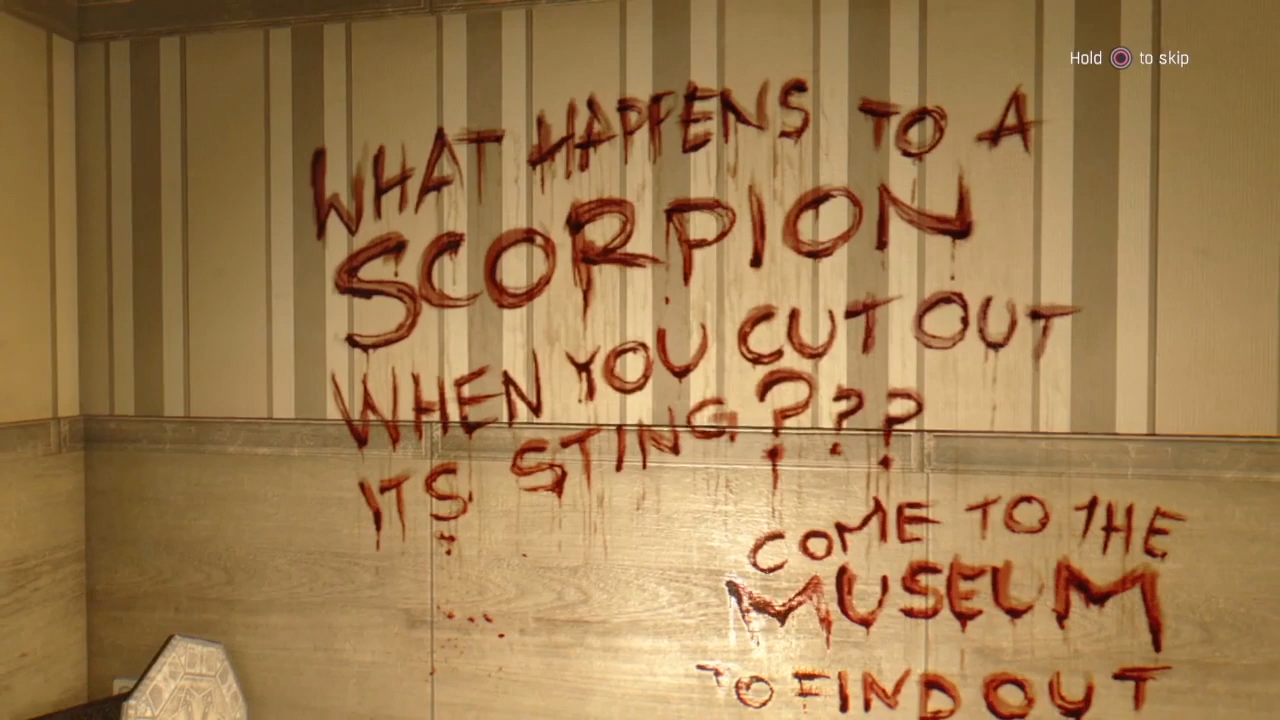 Hold to skip
WHAT HAPPENS TO A
SCORPION
WHEN YOU CUT OUT
ITS STING???
COME TO THE
MUSEUM
TO FIND OUT